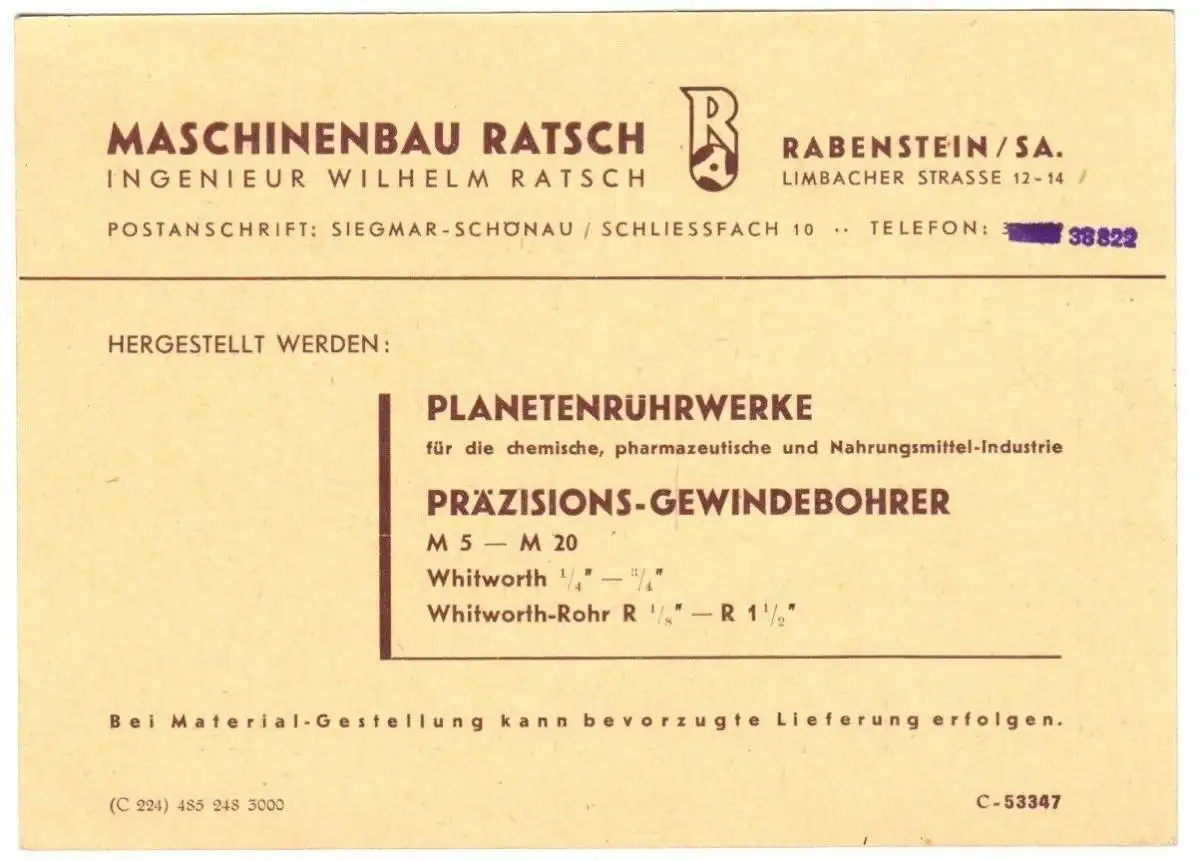 MASCHINENBAU RATSCH
INGENIEUR WILHELM RATSCH
R
RABENSTEIN / SA.
LIMBACHER STRASSE 12-14
POSTANSCHRIFT: SIEGMAR-SCHÖNAU / SCHLIESSFACH 10 ·· TELEFON: 38822
HERGESTELLT WERDEN:
PLANETENRÜHRWERKE
für die chemische, pharmazeutische und Nahrungsmittel-Industrie
PRÄZISIONS-GEWINDEBOHRER
M 5 — M 20
Whitworth 1/4" — 3/4"
Whitworth-Rohr R 1/8" — R 1 1/2"
Bei Material-Gestellung kann bevorzugte Lieferung erfolgen.
(C 224) 485 248 3000
C-53347